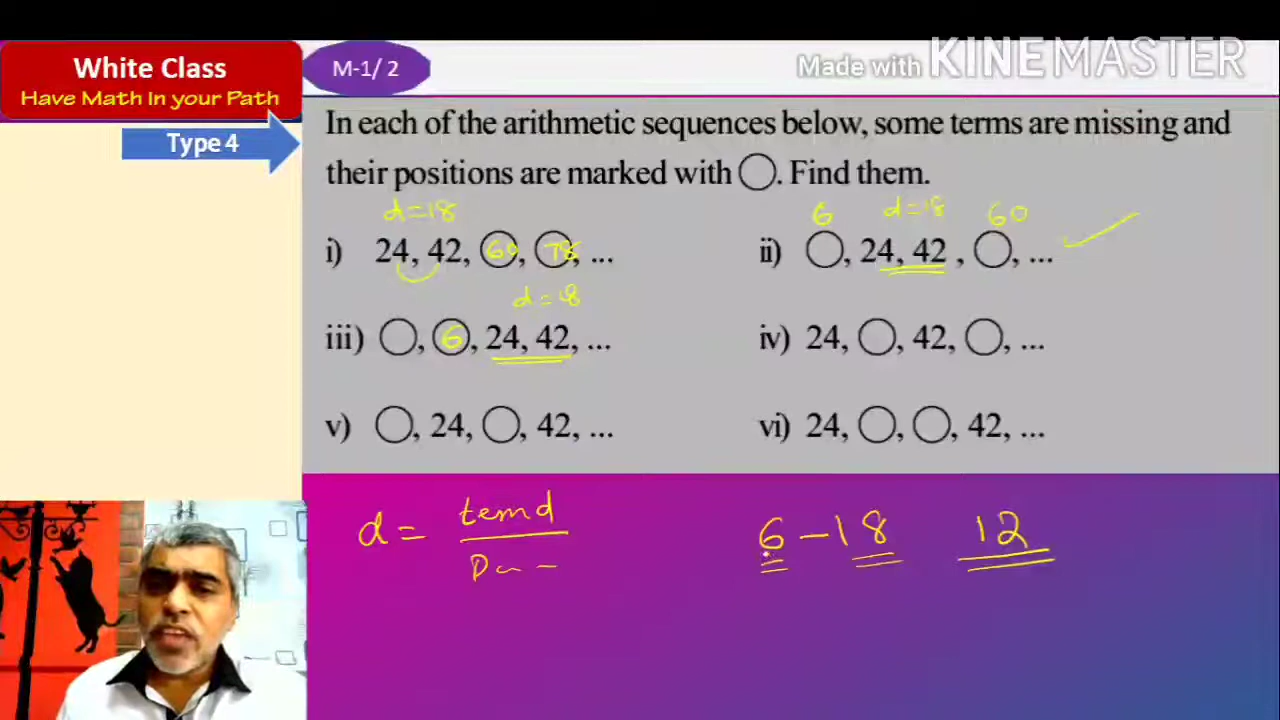 Made with KINEMASTER
White Class
Have Math in your Path
M-1/ 2
Type 4
In each of the arithmetic sequences below, some terms are missing and
their positions are marked with ◯. Find them.
d=18
6 d=18 60
i) 24, 42, 60, 78, ...
ii) ◯, 24, 42 , ◯, ...
d=18
iii) ◯, 6, 24, 42, ...
iv) 24, ◯, 42, ◯, ...
v) ◯, 24, ◯, 42, ...
vi) 24, ◯, ◯, 42, ...
d= term d
6 – 18 12